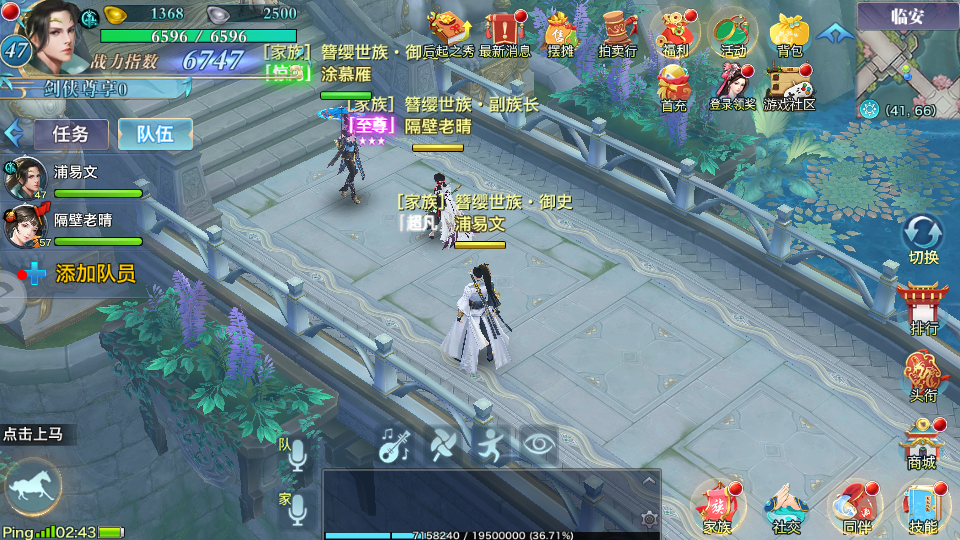 1368
2500
6596 / 6596
47
战力指数 6747
剑侠尊享0
任务
队伍
浦易文
47
隔壁老晴
57
添加队员
后起之秀
最新消息
摆摊
拍卖行
福利
活动
背包
首充
登录领奖
游戏社区
临安
(41, 66)
[家族] 簪缨世族·御
涂慕雁
[家族] 簪缨世族·副族长
[至尊] 隔壁老晴
[家族] 簪缨世族·御史
[超凡] 浦易文
切换
排行
头衔
商城
点击上马
队
家
家族
社交
同伴
技能
Ping
02:43
7158240 / 19500000 (36.71%)